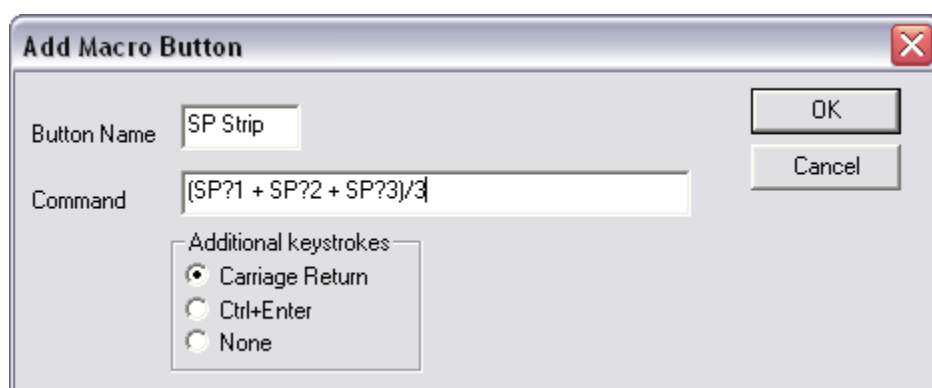 Add Macro Button
Button Name
SP Strip
OK
Command
(SP?1 + SP?2 + SP?3)/3
Cancel
Additional keystrokes
Carriage Return
Ctrl+Enter
None